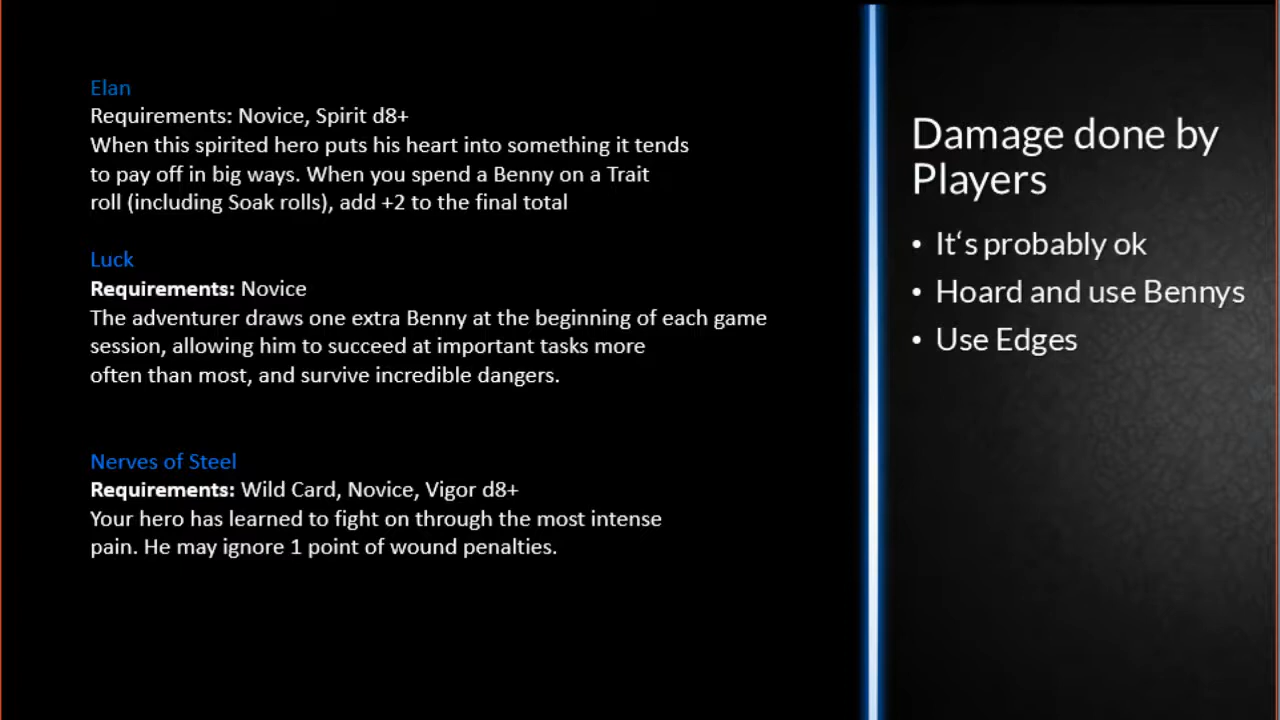 Elan
Requirements: Novice, Spirit d8+
When this spirited hero puts his heart into something it tends
to pay off in big ways. When you spend a Benny on a Trait
roll (including Soak rolls), add +2 to the final total
Luck
Requirements: Novice
The adventurer draws one extra Benny at the beginning of each game
session, allowing him to succeed at important tasks more
often than most, and survive incredible dangers.
Nerves of Steel
Requirements: Wild Card, Novice, Vigor d8+
Your hero has learned to fight on through the most intense
pain. He may ignore 1 point of wound penalties.
Damage done by
Players
• It‘s probably ok
• Hoard and use Bennys
• Use Edges